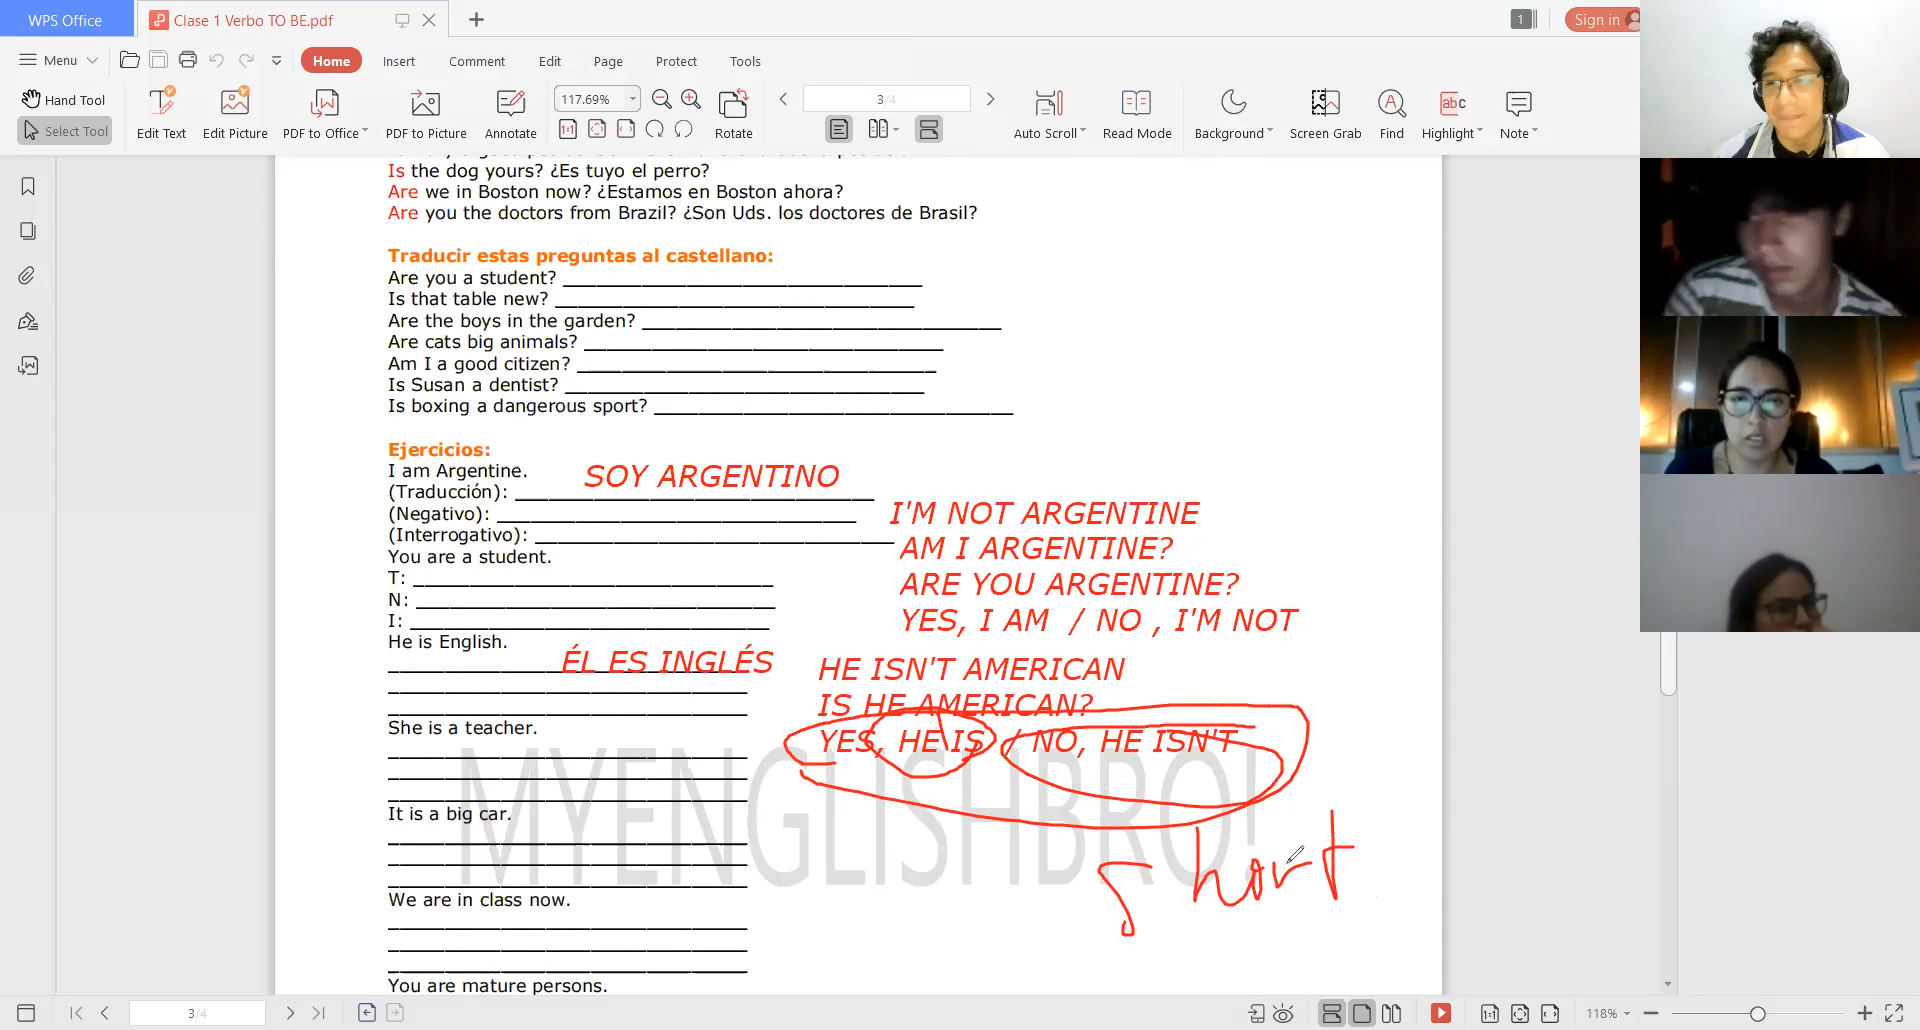 WPS Office
Clase 1 Verbo TO BE.pdf
1
Sign in
Menu
Home
Insert
Comment
Edit
Page
Protect
Tools
Hand Tool
Select Tool
Edit Text
Edit Picture
PDF to Office
PDF to Picture
Annotate
117.69%
Rotate
3/4
Auto Scroll
Read Mode
Background
Screen Grab
Find
Highlight
Note
Is the dog yours? ¿Es tuyo el perro?
Are we in Boston now? ¿Estamos en Boston ahora?
Are you the doctors from Brazil? ¿Son Uds. los doctores de Brasil?
Traducir estas preguntas al castellano:
Are you a student?
Is that table new?
Are the boys in the garden?
Are cats big animals?
Am I a good citizen?
Is Susan a dentist?
Is boxing a dangerous sport?
Ejercicios:
I am Argentine.
SOY ARGENTINO
(Traducción):
(Negativo):
I'M NOT ARGENTINE
(Interrogativo):
AM I ARGENTINE?
You are a student.
T:
ARE YOU ARGENTINE?
N:
I:
YES, I AM / NO , I'M NOT
He is English.
ÉL ES INGLÉS
HE ISN'T AMERICAN
IS HE AMERICAN?
She is a teacher.
YES, HE IS / NO, HE ISN'T
It is a big car.
MYENGLISHBRO!
short
We are in class now.
You are mature persons.
3/4
118%